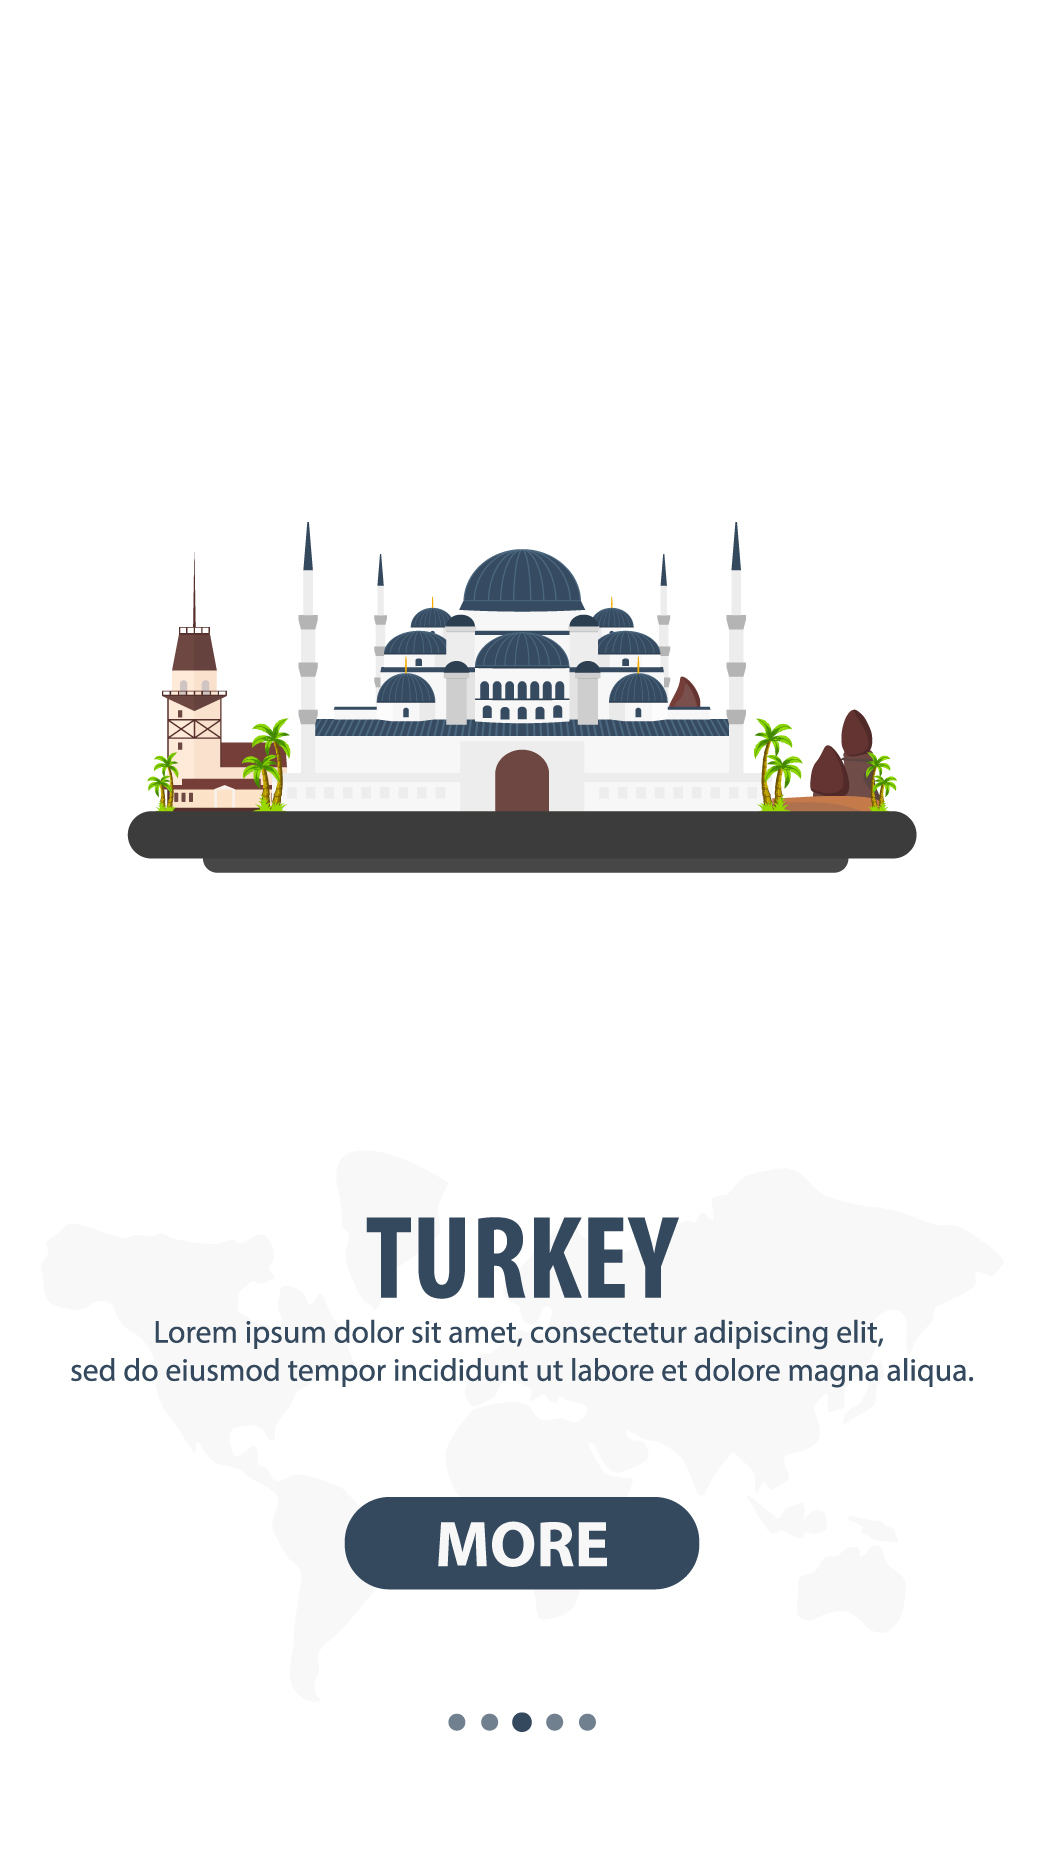 TURKEY
Lorem ipsum dolor sit amet, consectetur adipiscing elit,
sed do eiusmod tempor incididunt ut labore et dolore magna aliqua.
MORE